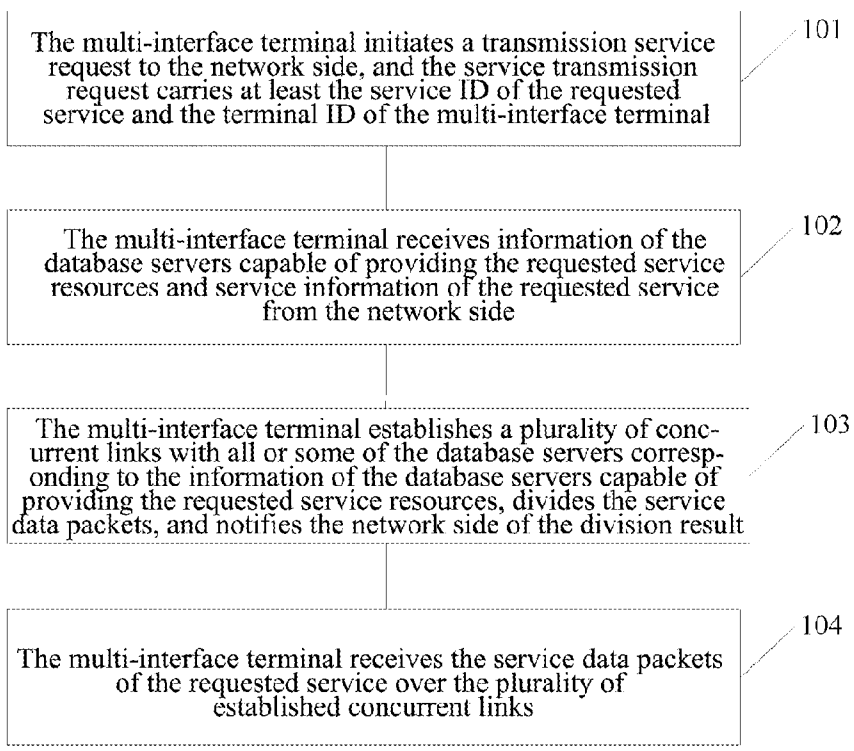 101
The multi-interface terminal initiates a transmission service
request to the network side, and the service transmission
request carries at least the service ID of the requested
service and the terminal ID of the multi-interface terminal
102
The multi-interface terminal receives information of the
database servers capable of providing the requested service
resources and service information of the requested service
from the network side
103
The multi-interface terminal establishes a plurality of conc-
urrent links with all or some of the database servers corresp-
onding to the information of the database servers capable of
providing the requested service resources, divides the service
data packets, and notifies the network side of the division result
104
The multi-interface terminal receives the service data packets
of the requested service over the plurality of
established concurrent links